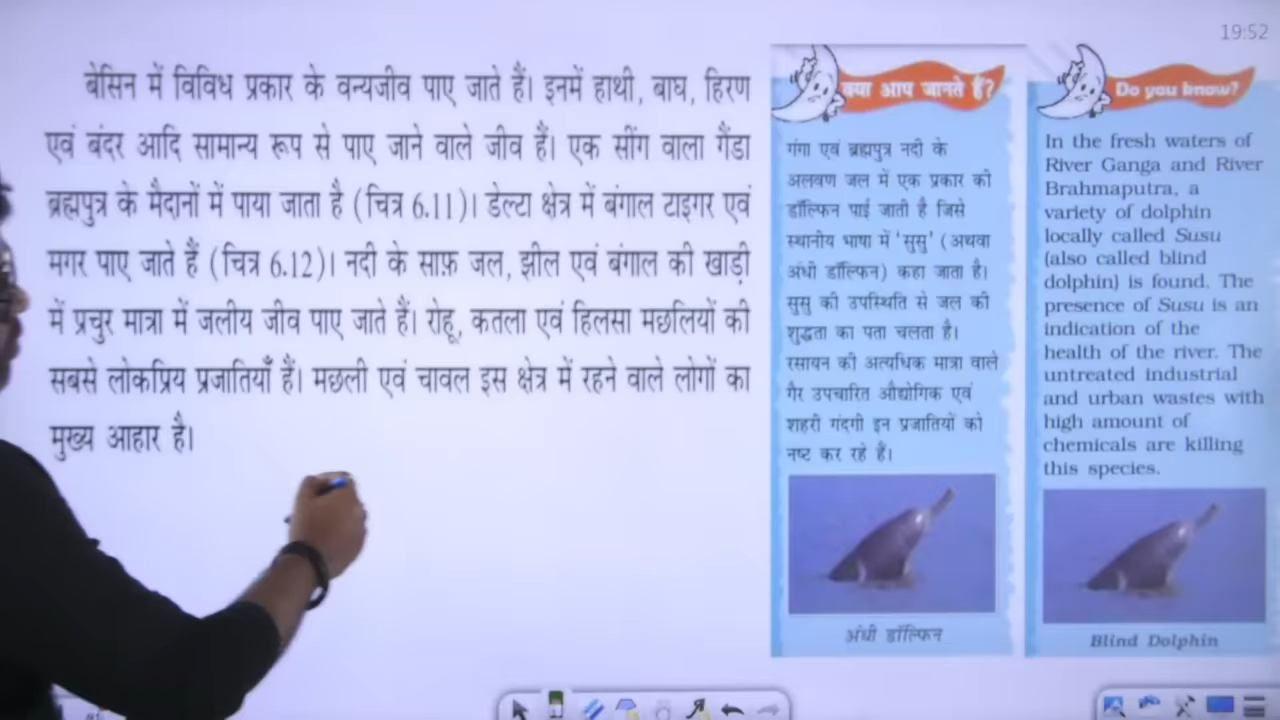 19:52
बेसिन में विविध प्रकार के वन्यजीव पाए जाते हैं। इनमें हाथी, बाघ, हिरण
एवं बंदर आदि सामान्य रूप से पाए जाने वाले जीव हैं। एक सींग वाला गैंडा
ब्रह्मपुत्र के मैदानों में पाया जाता है (चित्र 6.11)। डेल्टा क्षेत्र में बंगाल टाइगर एवं
मगर पाए जाते हैं (चित्र 6.12)। नदी के साफ़ जल, झील एवं बंगाल की खाड़ी
में प्रचुर मात्रा में जलीय जीव पाए जाते हैं। रोहू, कतला एवं हिलसा मछलियों की
सबसे लोकप्रिय प्रजातियाँ हैं। मछली एवं चावल इस क्षेत्र में रहने वाले लोगों का
मुख्य आहार है।
क्या आप जानते हैं?
गंगा एवं ब्रह्मपुत्र नदी के
अलवण जल में एक प्रकार की
डॉल्फिन पाई जाती है जिसे
स्थानीय भाषा में 'सुसु' (अथवा
अंधी डॉल्फिन) कहा जाता है।
सुसु की उपस्थिति से जल की
शुद्धता का पता चलता है।
रसायन की अत्यधिक मात्रा वाले
गैर उपचारित औद्योगिक एवं
शहरी गंदगी इन प्रजातियों को
नष्ट कर रहे हैं।
अंधी डॉल्फिन
Do you know?
In the fresh waters of
River Ganga and River
Brahmaputra, a
variety of dolphin
locally called Susu
(also called blind
dolphin) is found. The
presence of Susu is an
indication of the
health of the river. The
untreated industrial
and urban wastes with
high amount of
chemicals are killing
this species.
Blind Dolphin